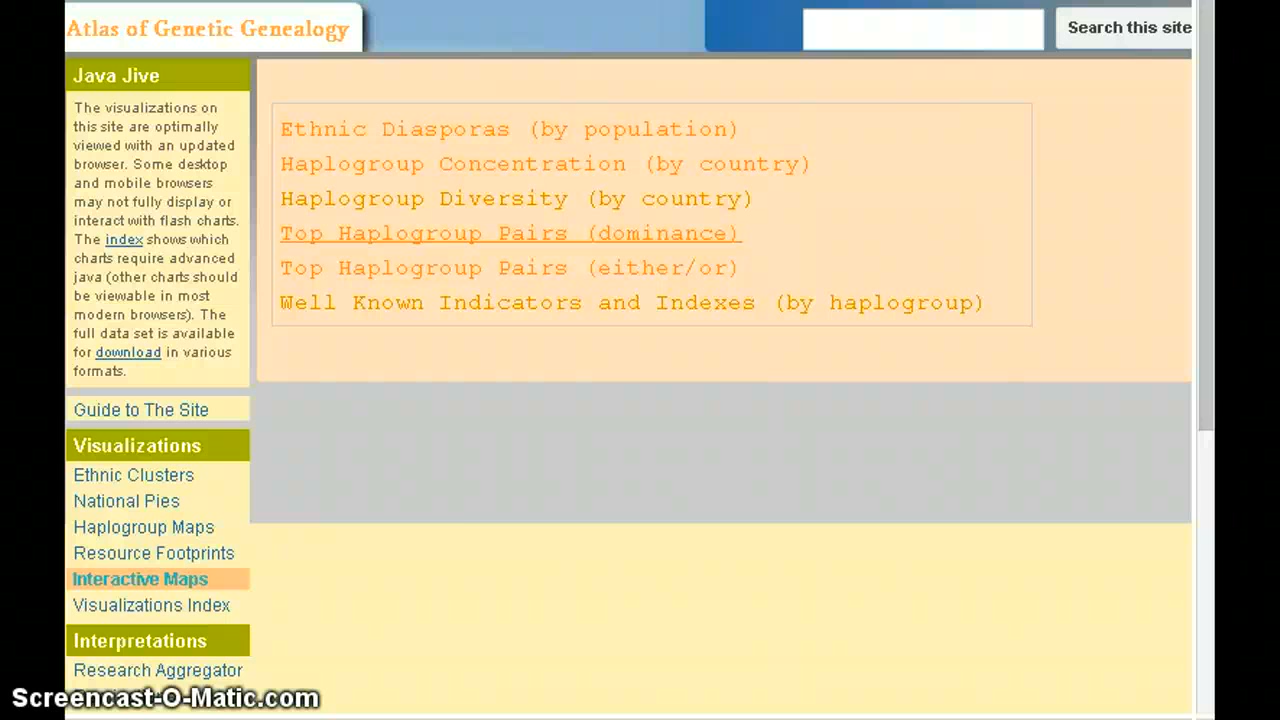 Atlas of Genetic Genealogy
Search this site
Java Jive
The visualizations on
this site are optimally
viewed with an updated
browser. Some desktop
and mobile browsers
may not fully display or
interact with flash charts.
The index shows which
charts require advanced
java (other charts should
be viewable in most
modern browsers). The
full data set is available
for download in various
formats.
Guide to The Site
Visualizations
Ethnic Clusters
National Pies
Haplogroup Maps
Resource Footprints
Interactive Maps
Visualizations Index
Interpretations
Research Aggregator
Ethnic Diasporas (by population)
Haplogroup Concentration (by country)
Haplogroup Diversity (by country)
Top Haplogroup Pairs (dominance)
Top Haplogroup Pairs (either/or)
Well Known Indicators and Indexes (by haplogroup)
Screencast-O-Matic.com